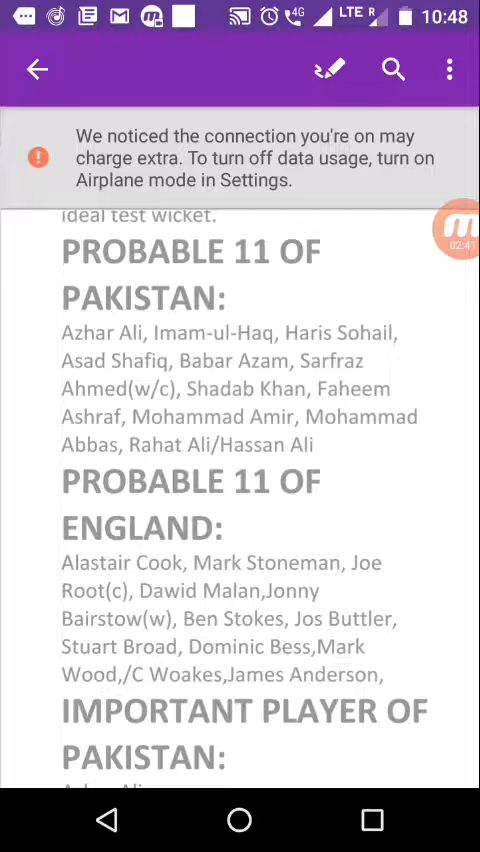 4G LTE R 10:48
We noticed the connection you're on may
charge extra. To turn off data usage, turn on
Airplane mode in Settings.
ideal test wicket.
02:41
PROBABLE 11 OF
PAKISTAN:
Azhar Ali, Imam-ul-Haq, Haris Sohail,
Asad Shafiq, Babar Azam, Sarfraz
Ahmed(w/c), Shadab Khan, Faheem
Ashraf, Mohammad Amir, Mohammad
Abbas, Rahat Ali/Hassan Ali
PROBABLE 11 OF
ENGLAND:
Alastair Cook, Mark Stoneman, Joe
Root(c), Dawid Malan,Jonny
Bairstow(w), Ben Stokes, Jos Buttler,
Stuart Broad, Dominic Bess,Mark
Wood,/C Woakes,James Anderson,
IMPORTANT PLAYER OF
PAKISTAN: